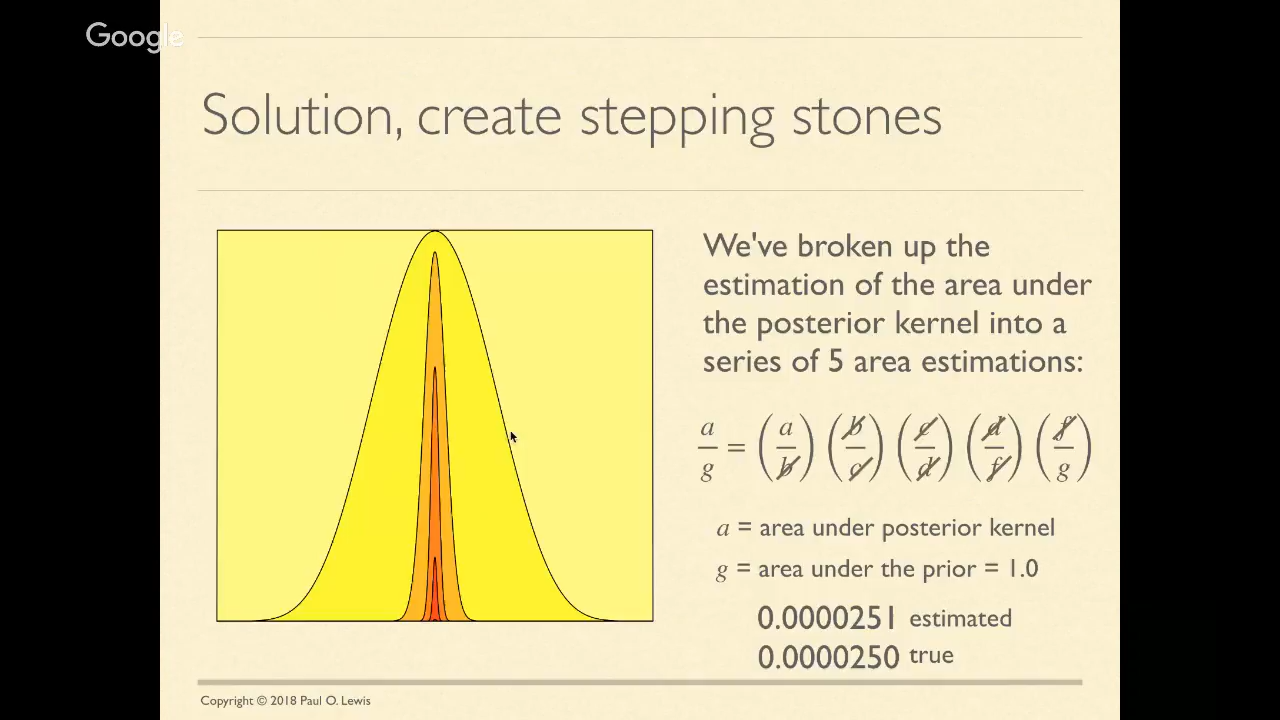 Google
Solution, create stepping stones
We've broken up the
estimation of the area under
the posterior kernel into a
series of 5 area estimations:
a/g = (a/b) (b/c) (c/d) (d/f) (f/g)
a = area under posterior kernel
g = area under the prior = 1.0
0.0000251 estimated
0.0000250 true
Copyright © 2018 Paul O. Lewis